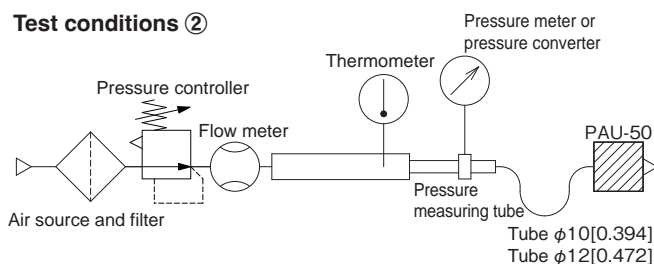 Test conditions ②
Pressure meter or
pressure converter
Thermometer
Pressure controller
Flow meter
PAU-50
Pressure
measuring tube
Air source and filter
Tube φ10[0.394]
Tube φ12[0.472]